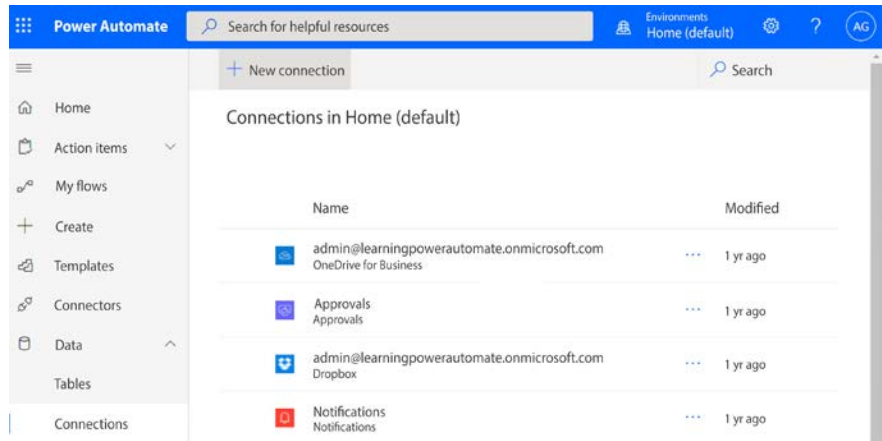 Power Automate
Search for helpful resources
Environments
Home (default)
?
AG
+ New connection
Search
Home
Action items
My flows
Create
Templates
Connectors
Data
Tables
Connections
Connections in Home (default)
Name Modified
admin@learningpowerautomate.onmicrosoft.com ... 1 yr ago
OneDrive for Business
Approvals ... 1 yr ago
Approvals
admin@learningpowerautomate.onmicrosoft.com ... 1 yr ago
Dropbox
Notifications ... 1 yr ago
Notifications